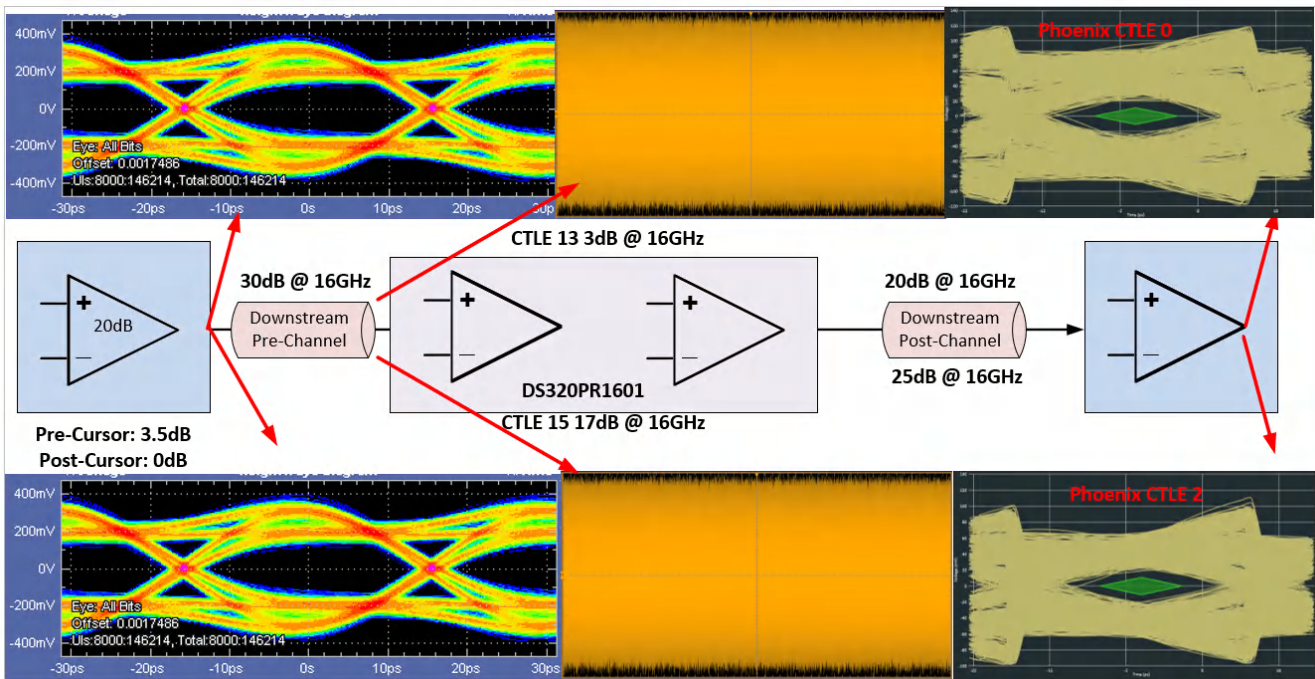 400mV
200mV
0V
-200mV
-400mV
Eye: All Bits
Offset: 0.0017486
UIs:8000:146214, Total:8000:146214
-30ps
-20ps
-10ps
0s
10ps
20ps
30p
Phoenix CTLE 0
CTLE 13 3dB @ 16GHz
30dB @ 16GHz
20dB @ 16GHz
+
20dB
Downstream
Pre-Channel
+
+
Downstream
Post-Channel
+
DS320PR1601
25dB @ 16GHz
CTLE 15 17dB @ 16GHz
Pre-Cursor: 3.5dB
Post-Cursor: 0dB
400mV
200mV
0V
-200mV
-400mV
Eye: All Bits
Offset: 0.0017486
UIs:8000:146214, Total:8000:146214
-30ps
-20ps
-10ps
0s
10ps
20ps
30ps
Phoenix CTLE 2